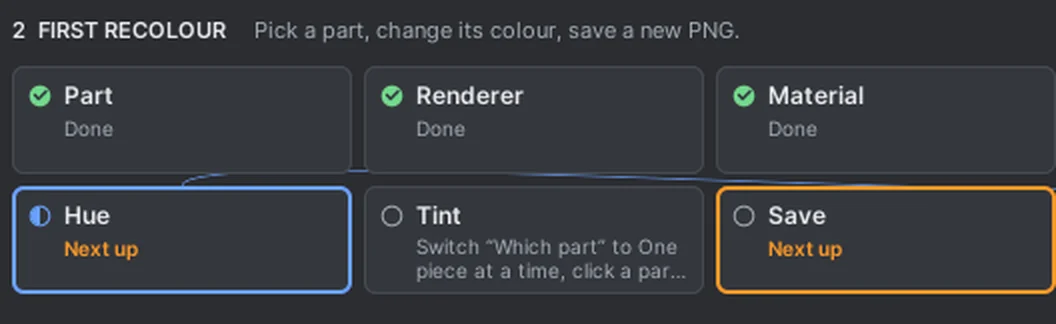 2 FIRST RECOLOUR Pick a part, change its colour, save a new PNG.
Part
Done
Renderer
Done
Material
Done
Hue
Next up
Tint
Switch “Which part” to One
piece at a time, click a par...
Save
Next up